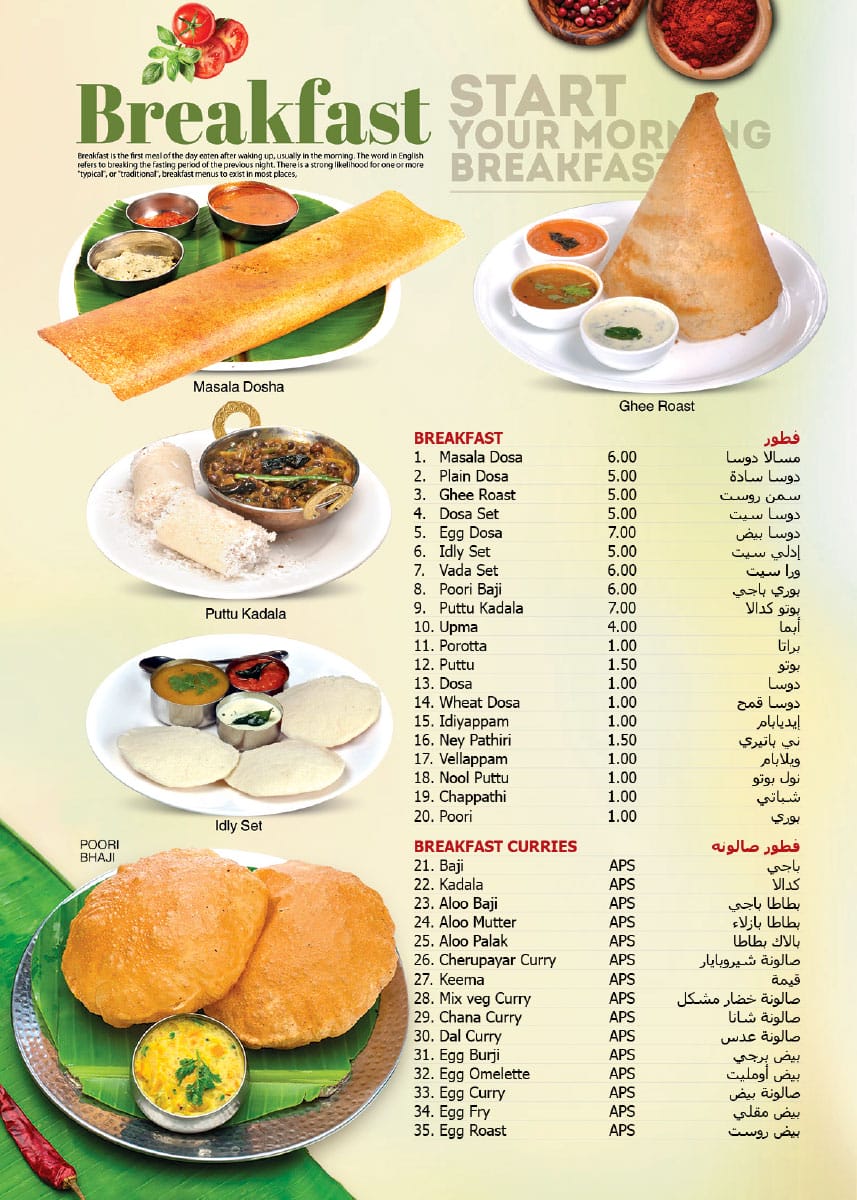 Breakfast
Breakfast is the first meal of the day eaten after waking up, usually in the morning. The word in English
refers to breaking the fasting period of the previous night. There is a strong likelihood for one or more
"typical", or "traditional", breakfast menus to exist in most places,
START
YOUR MORNING
BREAKFAST
Masala Dosha
Ghee Roast
Puttu Kadala
Idly Set
POORI
BHAJI
BREAKFAST فطور
1. Masala Dosa 6.00 مسالا دوسا
2. Plain Dosa 5.00 دوسا سادة
3. Ghee Roast 5.00 سمن روست
4. Dosa Set 5.00 دوسا سيت
5. Egg Dosa 7.00 دوسا بيض
6. Idly Set 5.00 إدلي سيت
7. Vada Set 6.00 ورا سيت
8. Poori Baji 6.00 بوري باجي
9. Puttu Kadala 7.00 بوتو كدالا
10. Upma 4.00 أبما
11. Porotta 1.00 براتا
12. Puttu 1.50 بوتو
13. Dosa 1.00 دوسا
14. Wheat Dosa 1.00 دوسا قمح
15. Idiyappam 1.00 إيديابام
16. Ney Pathiri 1.50 ني باتيري
17. Vellappam 1.00 ويلابام
18. Nool Puttu 1.00 نول بوتو
19. Chappathi 1.00 شباتي
20. Poori 1.00 بوري
BREAKFAST CURRIES فطور صالونه
21. Baji APS باجي
22. Kadala APS كدالا
23. Aloo Baji APS بطاطا باجي
24. Aloo Mutter APS بطاطا بازلاء
25. Aloo Palak APS بالاك بطاطا
26. Cherupayar Curry APS صالونة شيروبايار
27. Keema APS قيمة
28. Mix veg Curry APS صالونة خضار مشكل
29. Chana Curry APS صالونة شانا
30. Dal Curry APS صالونة عدس
31. Egg Burji APS بيض برجي
32. Egg Omelette APS بيض أومليت
33. Egg Curry APS صالونة بيض
34. Egg Fry APS بيض مقلي
35. Egg Roast APS بيض روست